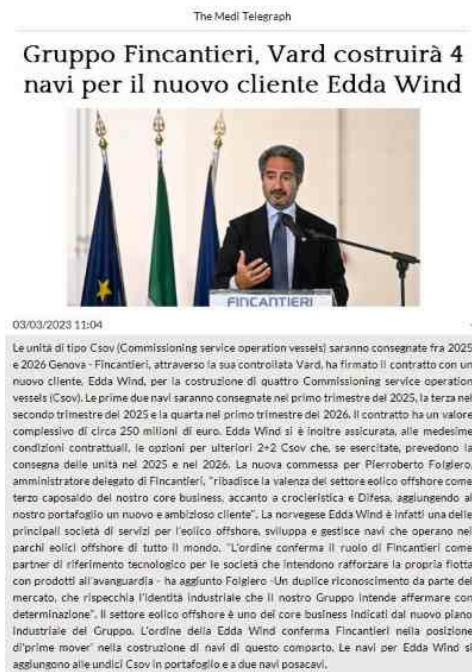 The Medi Telegraph
Gruppo Fincantieri, Vard costruirà 4
navi per il nuovo cliente Edda Wind
FINCANTIERI
03/03/2023 11:04
Le unità di tipo Csov (Commissioning service operation vessels) saranno consegnate fra 2025
e 2026 Genova - Fincantieri, attraverso la sua controllata Vard, ha firmato il contratto con un
nuovo cliente, Edda Wind, per la costruzione di quattro Commissioning service operation
vessels (Csov). Le prime due navi saranno consegnate nel primo trimestre del 2025, la terza nel
secondo trimestre del 2025 e la quarta nel primo trimestre del 2026. Il contratto ha un valore
complessivo di circa 250 milioni di euro. Edda Wind si è inoltre assicurata, alle medesime
condizioni contrattuali, le opzioni per ulteriori 2+2 Csov che, se esercitate, prevedono la
consegna delle unità nel 2025 e nel 2026. La nuova commessa per Pierroberto Folgiero,
amministratore delegato di Fincantieri, "ribadisce la valenza del settore eolico offshore come
terzo caposaldo del nostro core business, accanto a crocieristica e Difesa, aggiungendo al
nostro portafoglio un nuovo e ambizioso cliente". La norvegese Edda Wind è infatti una delle
principali società di servizi per l'eolico offshore, sviluppa e gestisce navi che operano nei
parchi eolici offshore di tutto il mondo. "L'ordine conferma il ruolo di Fincantieri come
partner di riferimento tecnologico per le società che intendono rafforzare la propria flotta
con prodotti all'avanguardia - ha aggiunto Folgiero -Un duplice riconoscimento da parte del
mercato, che rispecchia l'identità industriale che il nostro Gruppo intende affermare con
determinazione". Il settore eolico offshore è uno dei core business indicati dal nuovo piano
industriale del Gruppo. L'ordine della Edda Wind conferma Fincantieri nella posizione
di'prime mover' nella costruzione di navi di questo comparto. Le navi per Edda Wind si
aggiungono alle undici Csov in portafoglio e a due navi posacavi.